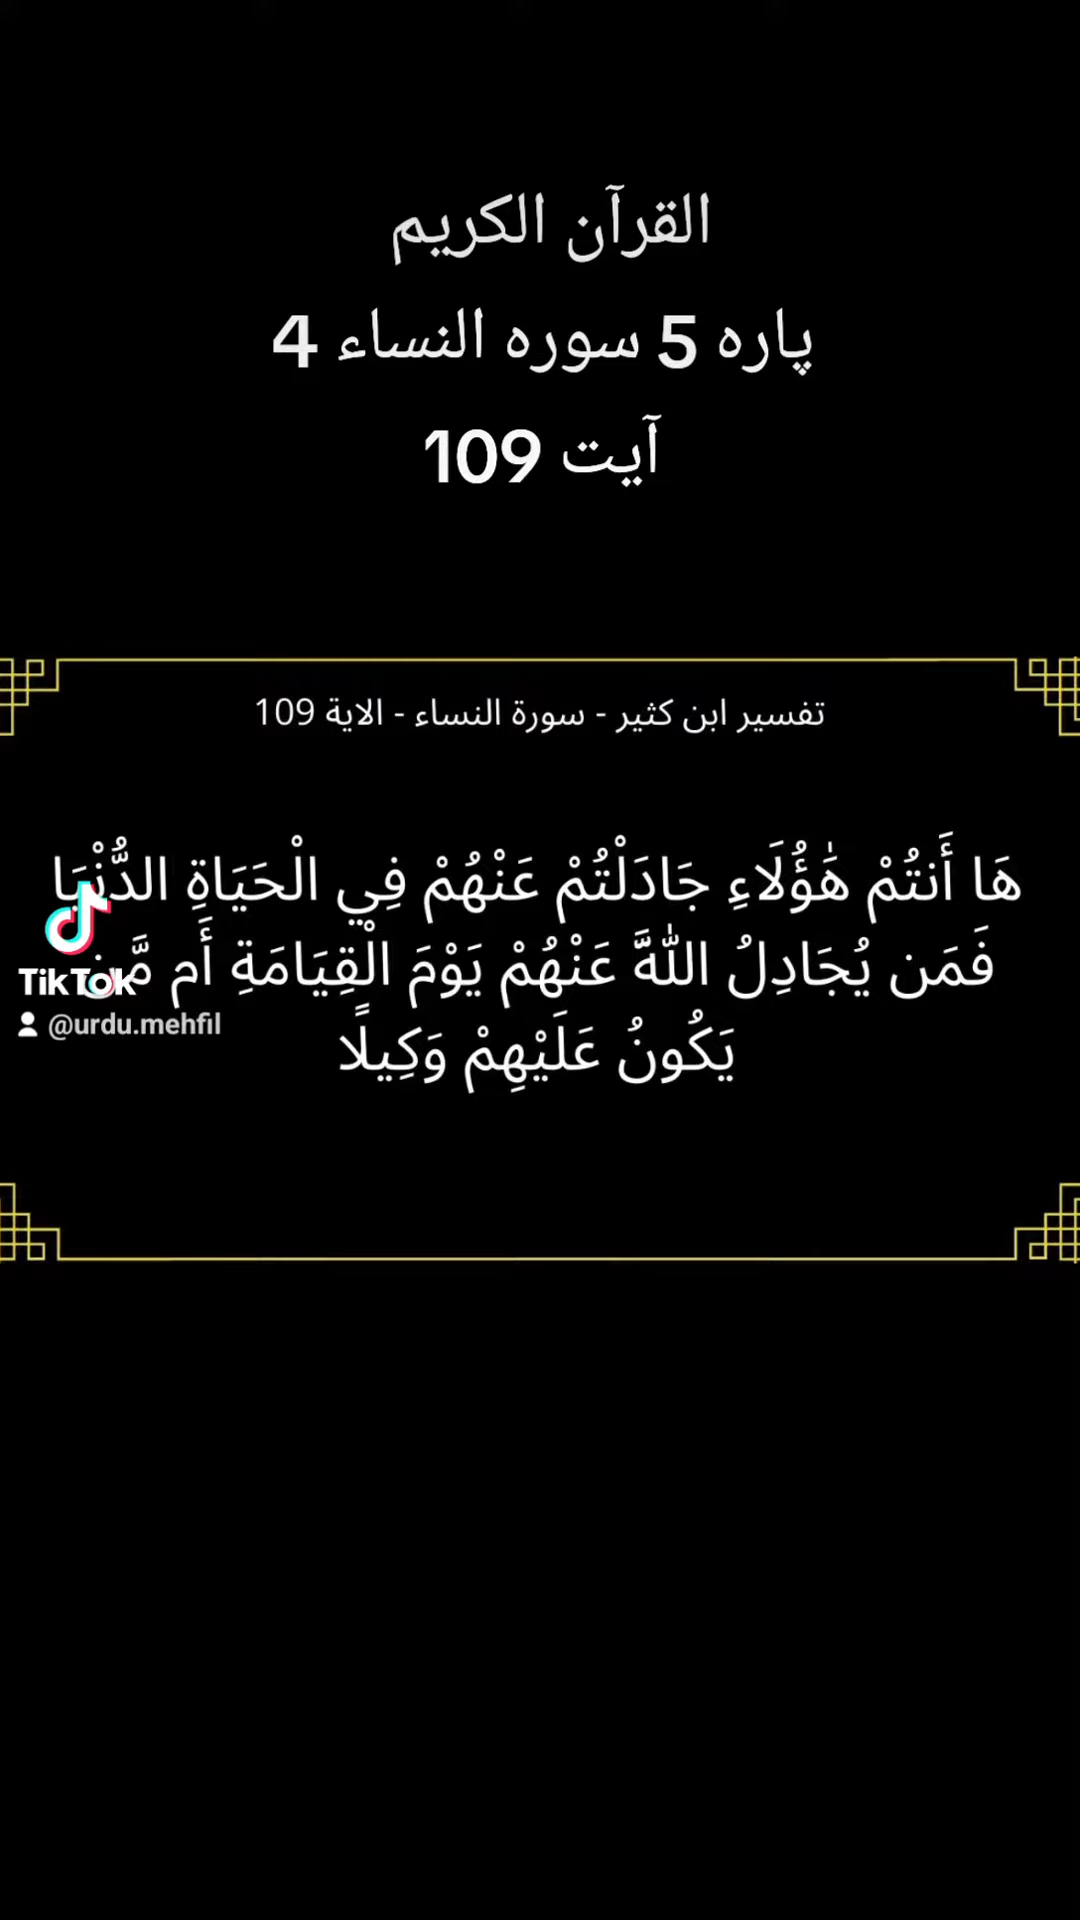 القرآن الكريم
پاره 5 سوره النساء 4
آيت 109
تفسير ابن كثير - سورة النساء - الاية 109
هَا أَنتُمْ هَٰؤُلَاءِ جَادَلْتُمْ عَنْهُمْ فِي الْحَيَاةِ الدُّنْيَا
فَمَن يُجَادِلُ اللَّهَ عَنْهُمْ يَوْمَ الْقِيَامَةِ أَم مَّن
يَكُونُ عَلَيْهِمْ وَكِيلًا
TikTok
@urdu.mehfil